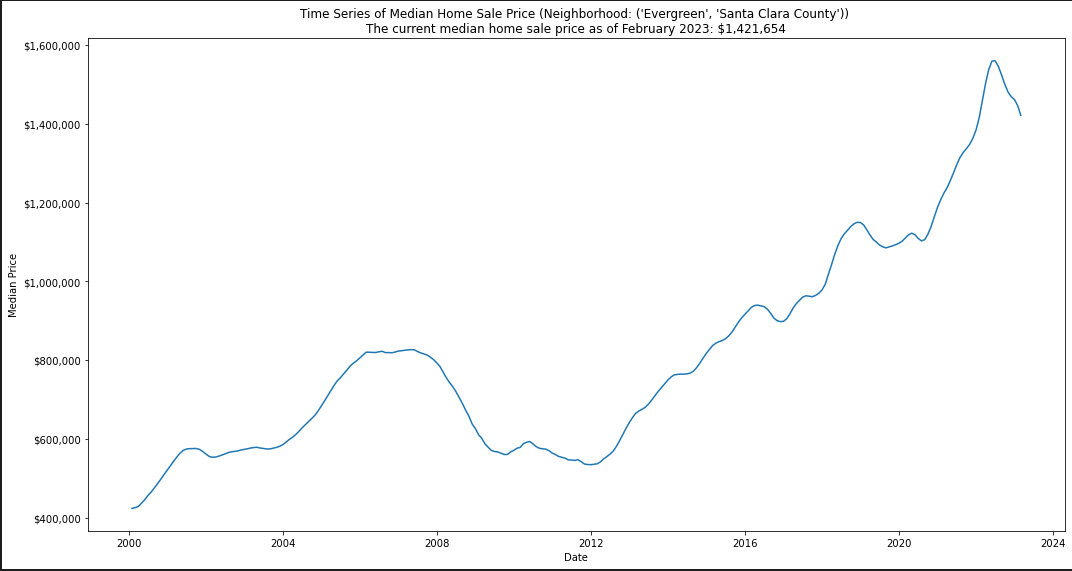 Time Series of Median Home Sale Price (Neighborhood: ('Evergreen', 'Santa Clara County'))
The current median home sale price as of February 2023: $1,421,654
$1,600,000
$1,400,000
$1,200,000
$1,000,000
$800,000
$600,000
$400,000
Median Price
2000 2004 2008 2012 2016 2020 2024
Date